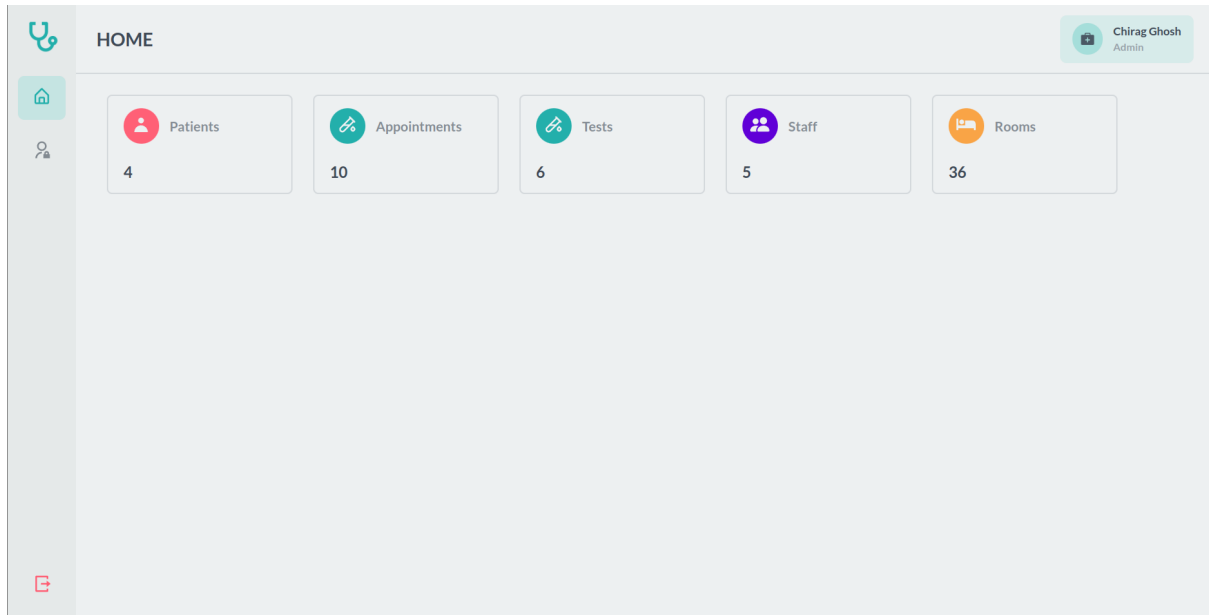 HOME
Chirag Ghosh
Admin
Patients
4
Appointments
10
Tests
6
Staff
5
Rooms
36